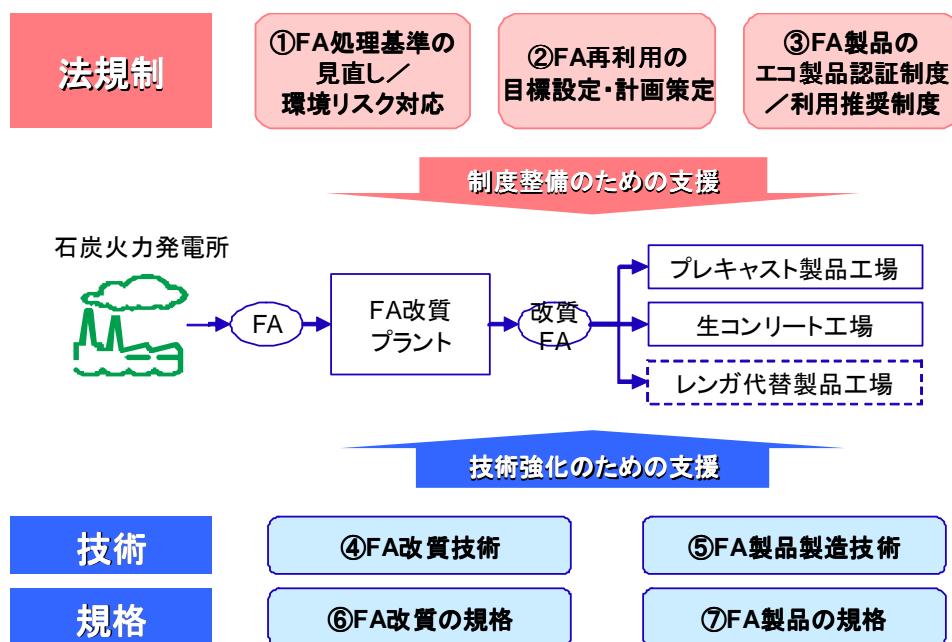 法規制
①FA処理基準の
見直し／
環境リスク対応
②FA再利用の
目標設定・計画策定
③FA製品の
エコ製品認証制度
／利用推奨制度
制度整備のための支援
石炭火力発電所
FA
FA改質
プラント
改質
FA
プレキャスト製品工場
生コンリート工場
レンガ代替製品工場
技術強化のための支援
技術
④FA改質技術
⑤FA製品製造技術
規格
⑥FA改質の規格
⑦FA製品の規格